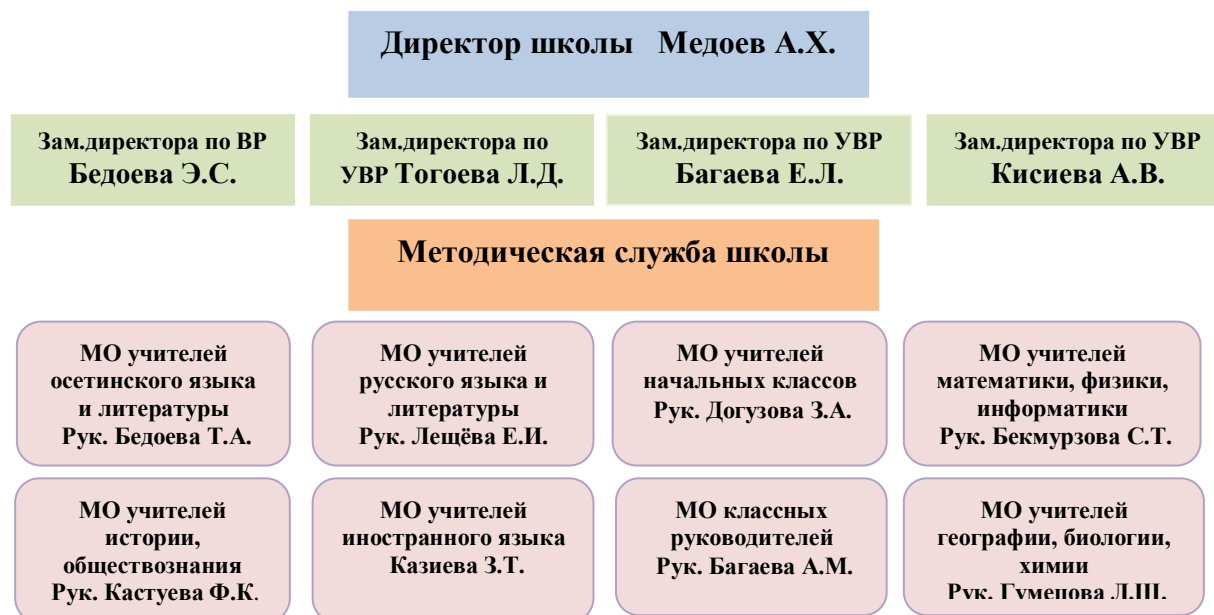 Директор школы Медоев А.Х.
Зам.директора по ВР
Бедоева Э.С.
Зам.директора по
УВР Тогоева Л.Д.
Зам.директора по УВР
Багаева Е.Л.
Зам.директора по УВР
Кисиева А.В.
Методическая служба школы
МО учителей
осетинского языка
и литературы
Рук. Бедоева Т.А.
МО учителей
русского языка и
литературы
Рук. Лещёва Е.И.
МО учителей
начальных классов
Рук. Догузова З.А.
МО учителей
математики, физики,
информатики
Рук. Бекмурзова С.Т.
МО учителей
истории,
обществознания
Рук. Кастуева Ф.К.
МО учителей
иностранного языка
Казиева З.Т.
МО классных
руководителей
Рук. Багаева А.М.
МО учителей
географии, биологии,
химии
Рук.